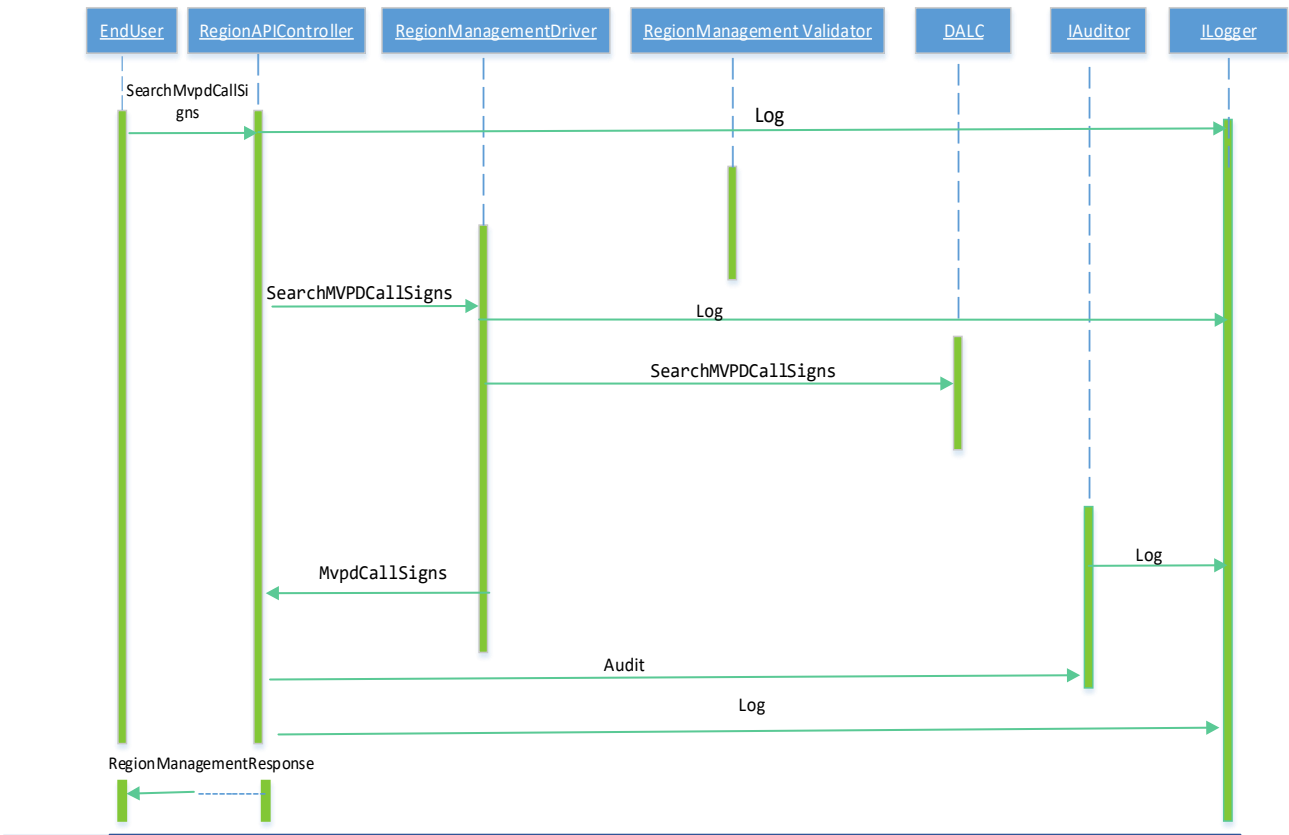 EndUser
RegionAPIController
RegionManagementDriver
RegionManagement Validator
DALC
IAuditor
ILogger
SearchMvpdCallSi
gns
Log
SearchMVPDCallSigns
Log
SearchMVPDCallSigns
Log
MvpdCallSigns
Audit
Log
RegionManagementResponse